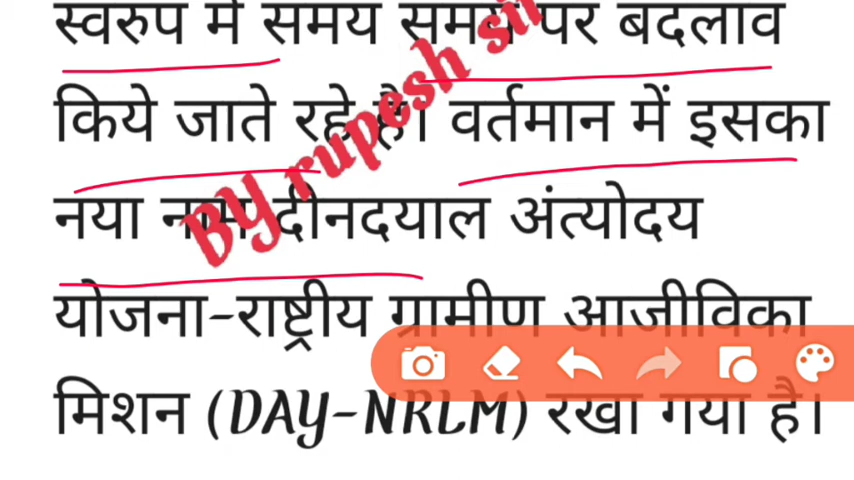 स्वरुप में समय समय पर बदलाव
किये जाते रहे है। वर्तमान में इसका
नया नाम दीनदयाल अंत्योदय
योजना-राष्ट्रीय ग्रामीण आजीविका
मिशन (DAY-NRLM) रखा गया है।
BY rupesh